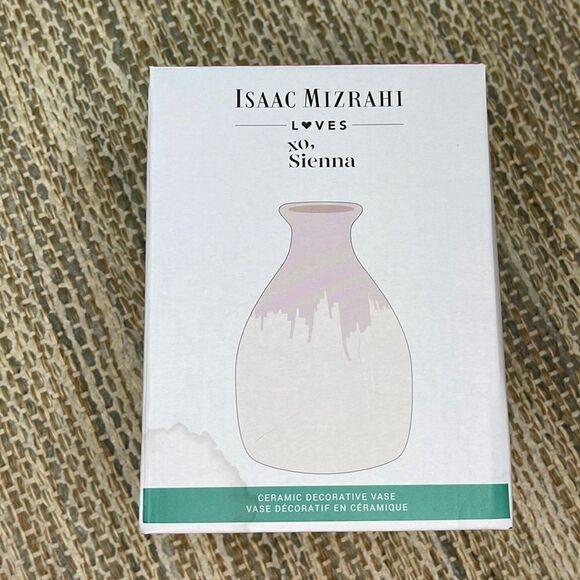 ISAAC MIZRAHI
L♥VES
xo,
Sienna
CERAMIC DECORATIVE VASE
VASE DÉCORATIF EN CÉRAMIQUE